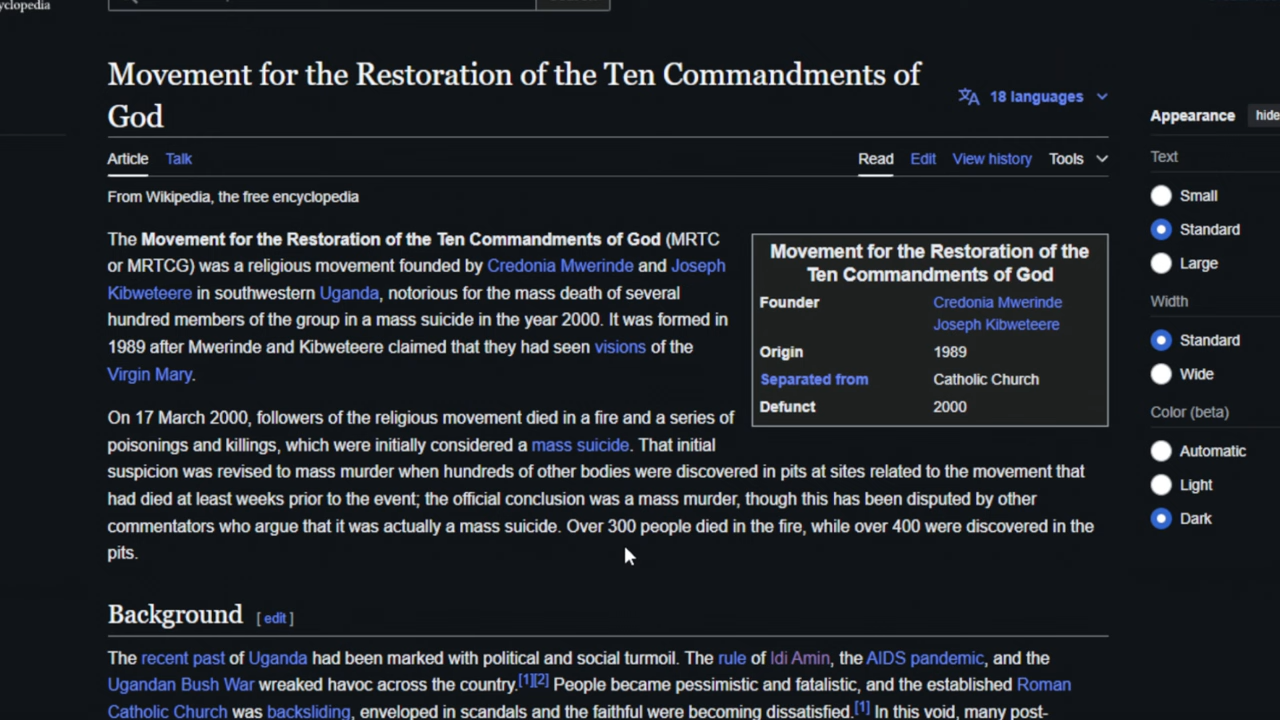 Movement for the Restoration of the Ten Commandments of
God
18 languages
Appearance
hide
Article Talk
Read Edit View history Tools
Text
From Wikipedia, the free encyclopedia
Small
Standard
Large
The Movement for the Restoration of the Ten Commandments of God (MRTC
or MRTCG) was a religious movement founded by Credonia Mwerinde and Joseph
Kibweteere in southwestern Uganda, notorious for the mass death of several
hundred members of the group in a mass suicide in the year 2000. It was formed in
1989 after Mwerinde and Kibweteere claimed that they had seen visions of the
Virgin Mary.
Movement for the Restoration of the
Ten Commandments of God
Founder Credonia Mwerinde
Joseph Kibweteere
Origin 1989
Separated from Catholic Church
Defunct 2000
Width
Standard
Wide
Color (beta)
Automatic
Light
Dark
On 17 March 2000, followers of the religious movement died in a fire and a series of
poisonings and killings, which were initially considered a mass suicide. That initial
suspicion was revised to mass murder when hundreds of other bodies were discovered in pits at sites related to the movement that
had died at least weeks prior to the event; the official conclusion was a mass murder, though this has been disputed by other
commentators who argue that it was actually a mass suicide. Over 300 people died in the fire, while over 400 were discovered in the
pits.
Background [ edit ]
The recent past of Uganda had been marked with political and social turmoil. The rule of Idi Amin, the AIDS pandemic, and the
Ugandan Bush War wreaked havoc across the country.[1][2] People became pessimistic and fatalistic, and the established Roman
Catholic Church was backsliding, enveloped in scandals and the faithful were becoming dissatisfied.[1] In this void, many post-